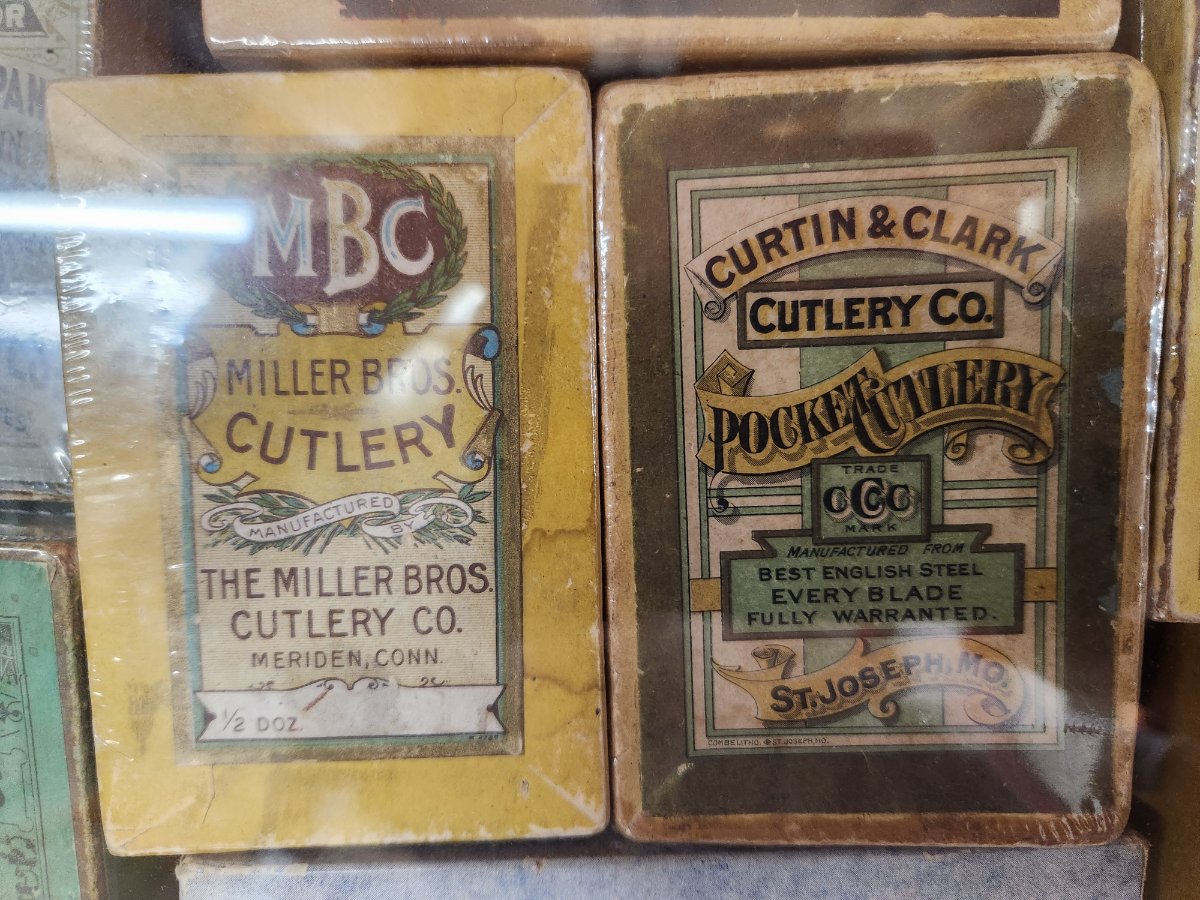 MBC
MILLER BROS.
CUTLERY
MANUFACTURED BY
THE MILLER BROS.
CUTLERY CO.
MERIDEN, CONN.
1/2 DOZ.
CURTIN & CLARK
CUTLERY CO.
POCKET CUTLERY
TRADE
CCC
MARK
MANUFACTURED FROM
BEST ENGLISH STEEL
EVERY BLADE
FULLY WARRANTED.
ST. JOSEPH, MO.
COMBE LITHO. ST. JOSEPH, MO.